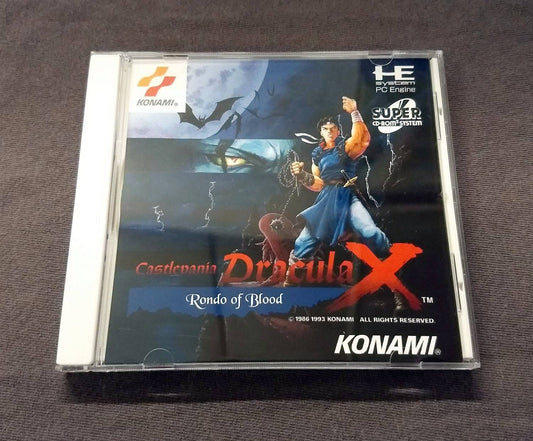 KONAMI®
HE
system
PC Engine
SUPER
CD-ROM² SYSTEM
Castlevania Dracula X™
Rondo of Blood
© 1986 1993 KONAMI ALL RIGHTS RESERVED.
KONAMI®